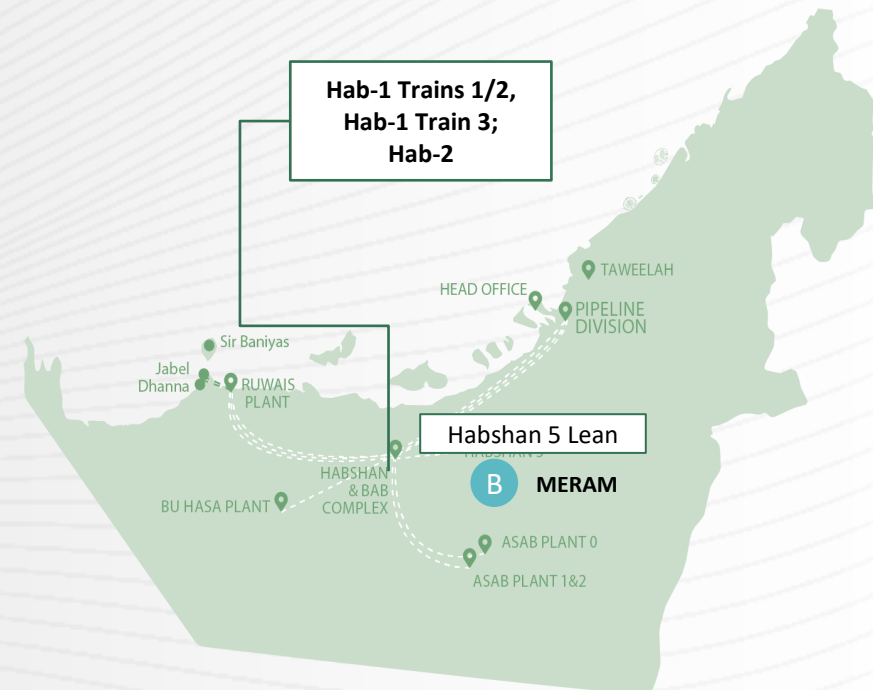 Hab-1 Trains 1/2,
Hab-1 Train 3;
Hab-2
TAWEELAH
HEAD OFFICE
PIPELINE
DIVISION
Sir Baniyas
Jabel
Dhanna
RUWAIS
PLANT
Habshan 5 Lean
HABSHAN
& BAB
COMPLEX
B
MERAM
BU HASA PLANT
ASAB PLANT 0
ASAB PLANT 1&2